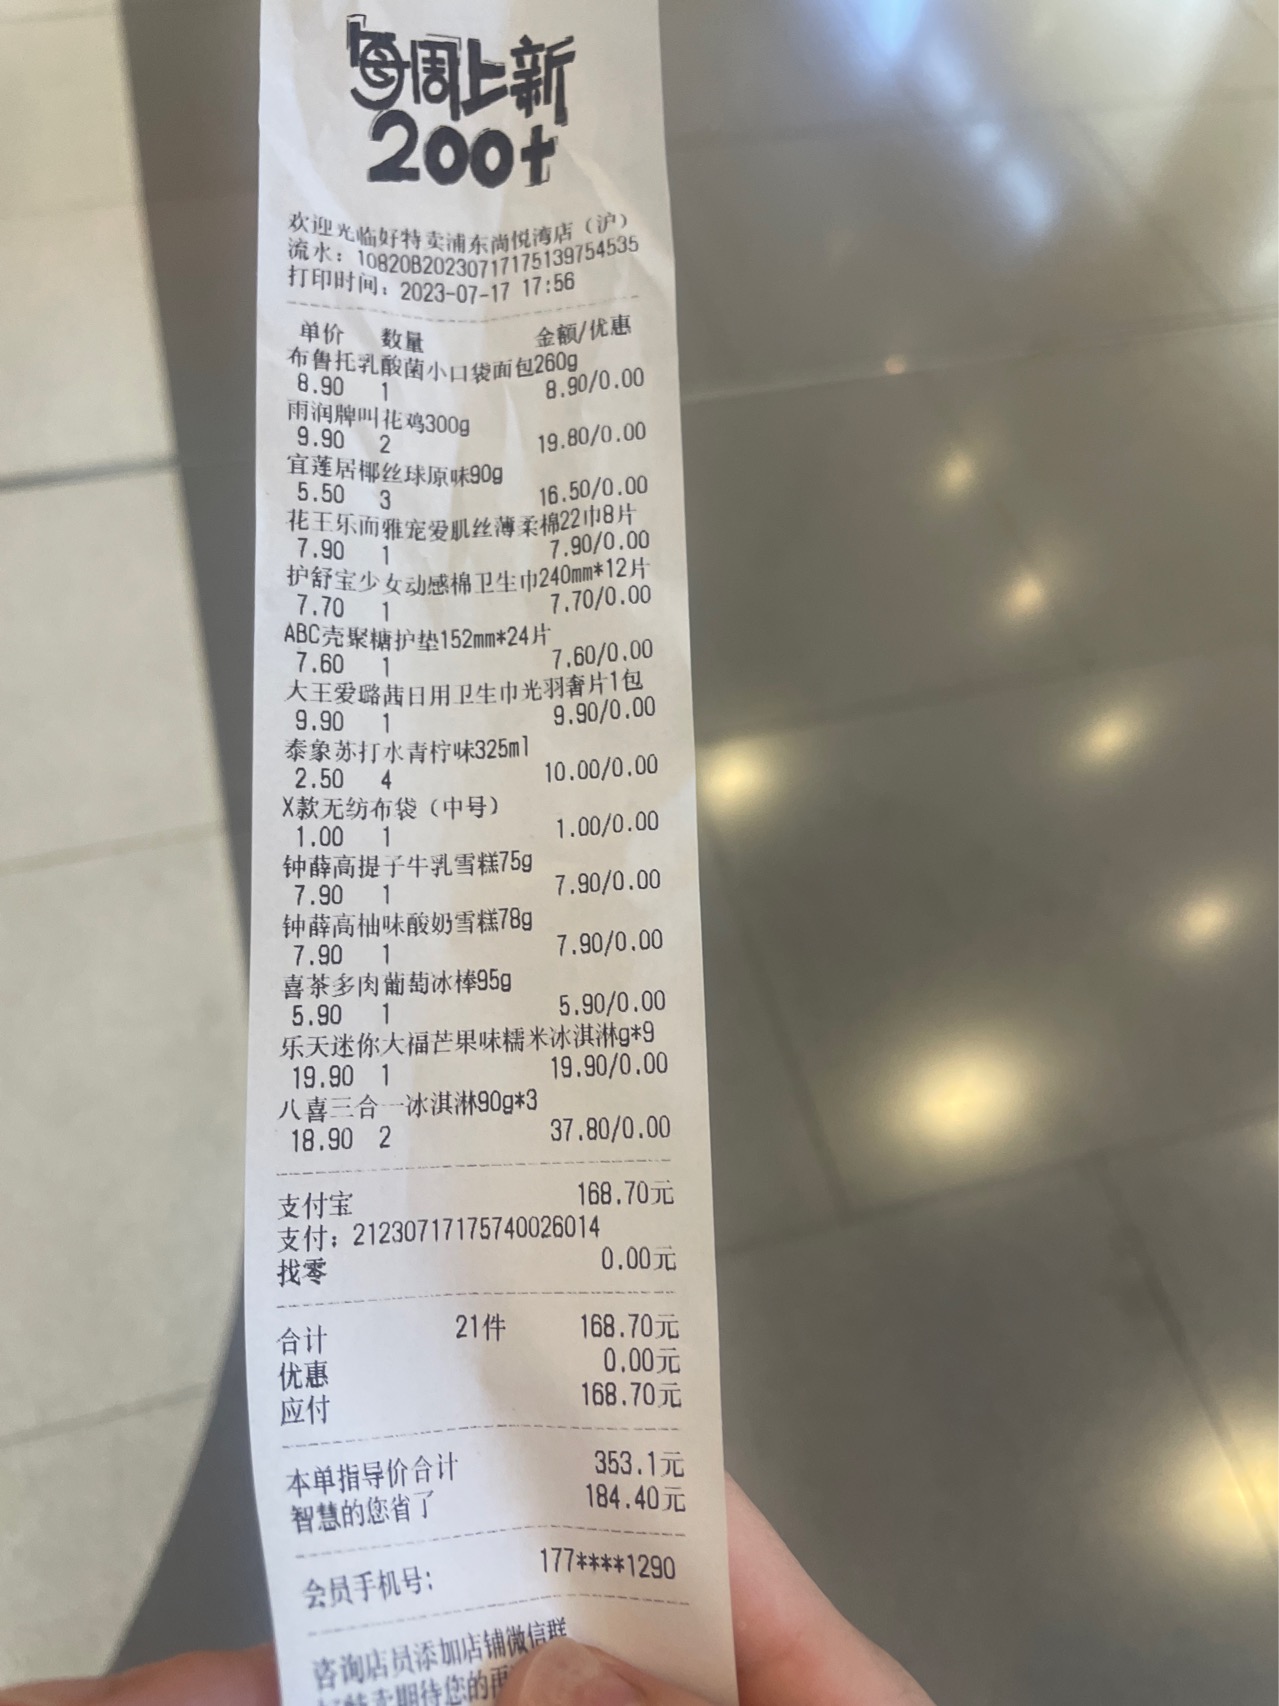 每周上新
200+
欢迎光临好特卖浦东尚悦湾店（沪）
流水：10820B20230717175139754535
打印时间：2023-07-17 17:56
单价 数量 金额/优惠
布鲁托乳酸菌小口袋面包260g
8.90 1 8.90/0.00
雨润牌叫花鸡300g
9.90 2 19.80/0.00
宜莲居椰丝球原味90g
5.50 3 16.50/0.00
花王乐而雅宠爱肌丝薄柔棉22巾8片
7.90 1 7.90/0.00
护舒宝少女动感棉卫生巾240mm*12片
7.70 1 7.70/0.00
ABC壳聚糖护垫152mm*24片
7.60 1 7.60/0.00
大王爱璐茜日用卫生巾光羽奢片1包
9.90 1 9.90/0.00
泰象苏打水青柠味325ml
2.50 4 10.00/0.00
X款无纺布袋（中号）
1.00 1 1.00/0.00
钟薛高提子牛乳雪糕75g
7.90 1 7.90/0.00
钟薛高柚味酸奶雪糕78g
7.90 1 7.90/0.00
喜茶多肉葡萄冰棒95g
5.90 1 5.90/0.00
乐天迷你大福芒果味糯米冰淇淋g*9
19.90 1 19.90/0.00
八喜三合一冰淇淋90g*3
18.90 2 37.80/0.00
支付宝 168.70元
支付：21230717175740026014
找零 0.00元
合计 21件 168.70元
优惠 0.00元
应付 168.70元
本单指导价合计 353.1元
智慧的您省了 184.40元
会员手机号： 177****1290
咨询店员添加店铺微信群
好特卖期待您的再